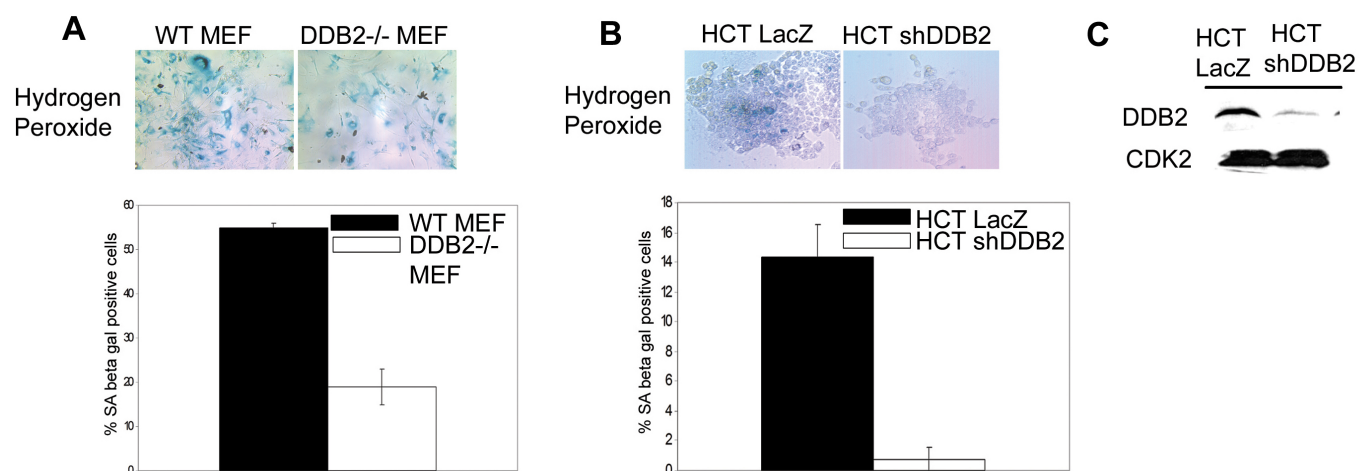 A
WT MEF
DDB2-/- MEF
Hydrogen
Peroxide
% SA beta gal positive cells
60
50
40
30
20
10
0
WT MEF
DDB2-/-
MEF
B
HCT LacZ
HCT shDDB2
Hydrogen
Peroxide
% SA beta gal positive cells
18
16
14
12
10
8
6
4
2
0
HCT LacZ
HCT shDDB2
C
HCT
LacZ
HCT
shDDB2
DDB2
CDK2